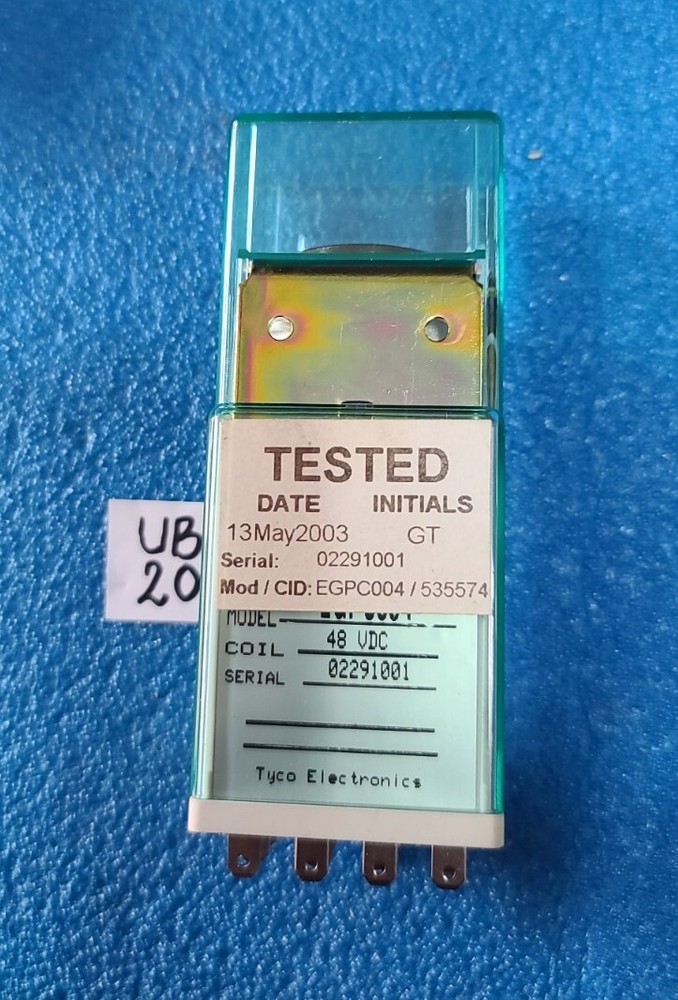 TESTED
DATE INITIALS
13May2003 GT
Serial: 02291001
Mod / CID: EGPC004 / 535574
UB
20
MODEL
COIL 48 VDC
SERIAL 02291001
Tyco Electronics